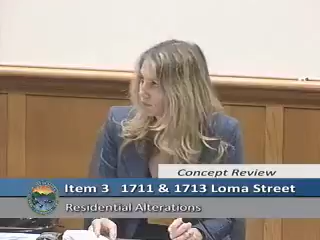 Concept Review
Item 3 1711 & 1713 Loma Street
Residential Alterations